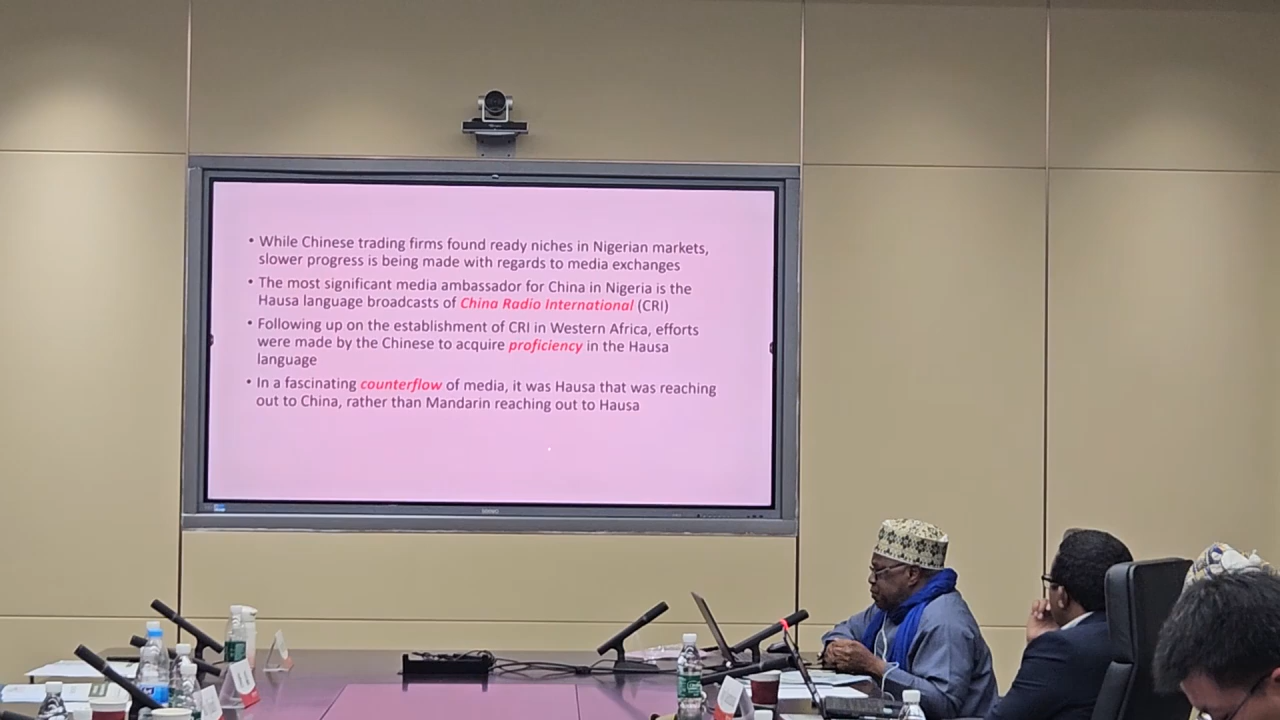 • While Chinese trading firms found ready niches in Nigerian markets,
slower progress is being made with regards to media exchanges
• The most significant media ambassador for China in Nigeria is the
Hausa language broadcasts of China Radio International (CRI)
• Following up on the establishment of CRI in Western Africa, efforts
were made by the Chinese to acquire proficiency in the Hausa
language
• In a fascinating counterflow of media, it was Hausa that was reaching
out to China, rather than Mandarin reaching out to Hausa